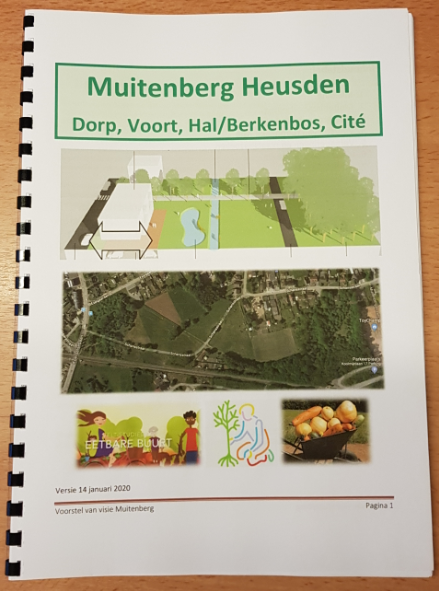 Muitenberg Heusden
Dorp, Voort, Hal/Berkenbos, Cité
EETBARE BUURT
Versie 14 januari 2020
Voorstel van visie Muitenberg
Pagina 1